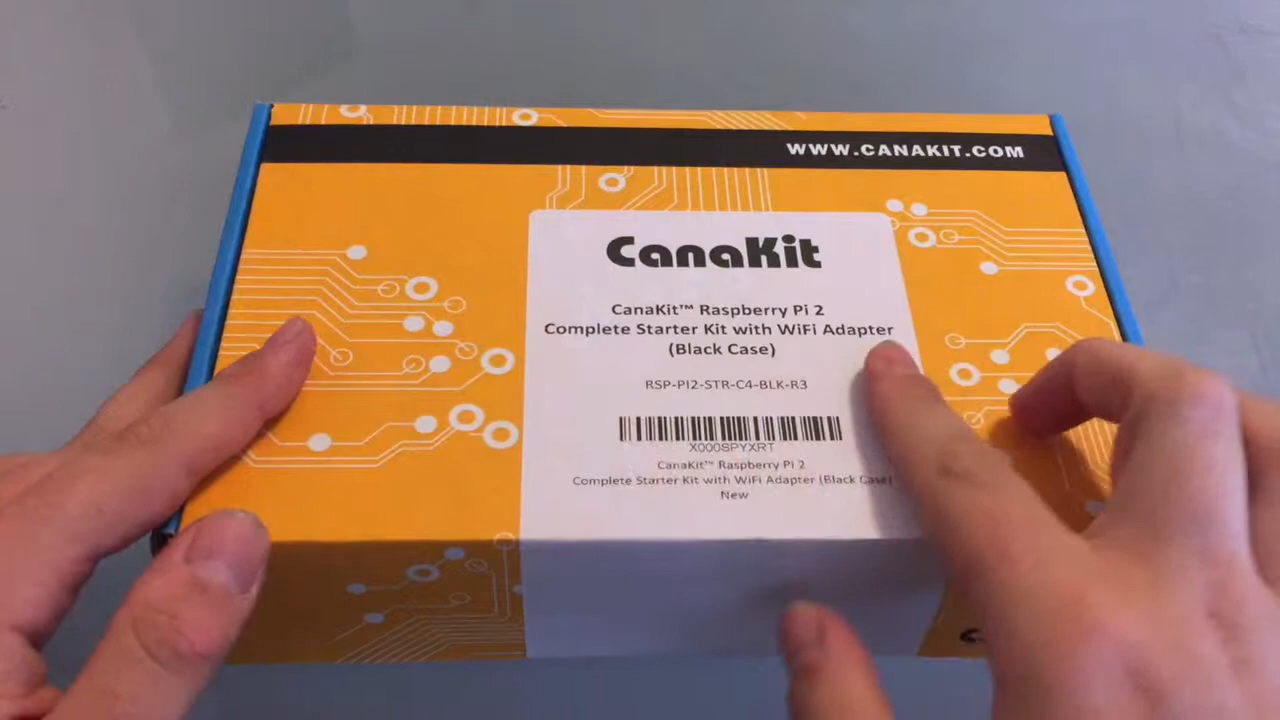 WWW.CANAKIT.COM
CanaKit
CanaKit™ Raspberry Pi 2
Complete Starter Kit with WiFi Adapter
(Black Case)
RSP-PI2-STR-C4-BLK-R3
X000SPYXRT
CanaKit™ Raspberry Pi 2
Complete Starter Kit with WiFi Adapter (Black Case)
New